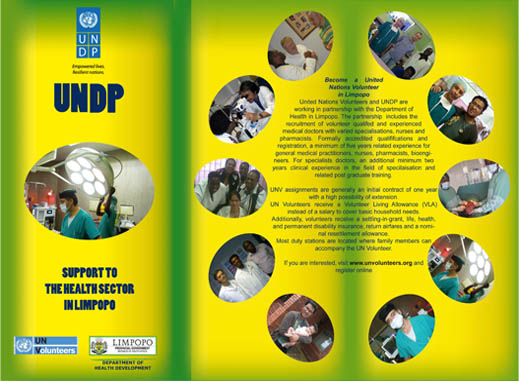 U N
D P
Empowered lives.
Resilient nations.
UNDP
SUPPORT TO
THE HEALTH SECTOR
IN LIMPOPO
UN
Volunteers
LIMPOPO
PROVINCIAL GOVERNMENT
REPUBLIC OF SOUTH AFRICA
DEPARTMENT OF
HEALTH DEVELOPMENT
Become a United
Nations Volunteer
in Limpopo
United Nations Volunteers and UNDP are
working in partnership with the Department of
Health in Limpopo. The partnership includes the
recruitment of volunteer qualified and experienced
medical doctors with varied specialisations, nurses and
pharmacists. Formally accredited qualifications and
registration, a minimum of five years related experience for
general medical practitioners, nurses, pharmacists, bioengi-
neers. For specialists doctors, an additional minimum two
years clinical experience in the field of specilaisation and
related post graduate training.
UNV assignments are generally an initial contract of one year
with a high possibility of extension.
UN Volunteers receive a Volunteer Living Allowance (VLA)
instead of a salary to cover basic household needs.
Additionally, volunteers receive a settling-in-grant, life, health,
and permanent disability insurance, return airfares and a nomi-
nal resetllement allowance.
Most duty stations are located where family members can
accompany the UN Volunteer.
If you are interested, visit www.unvolunteers.org and
register online